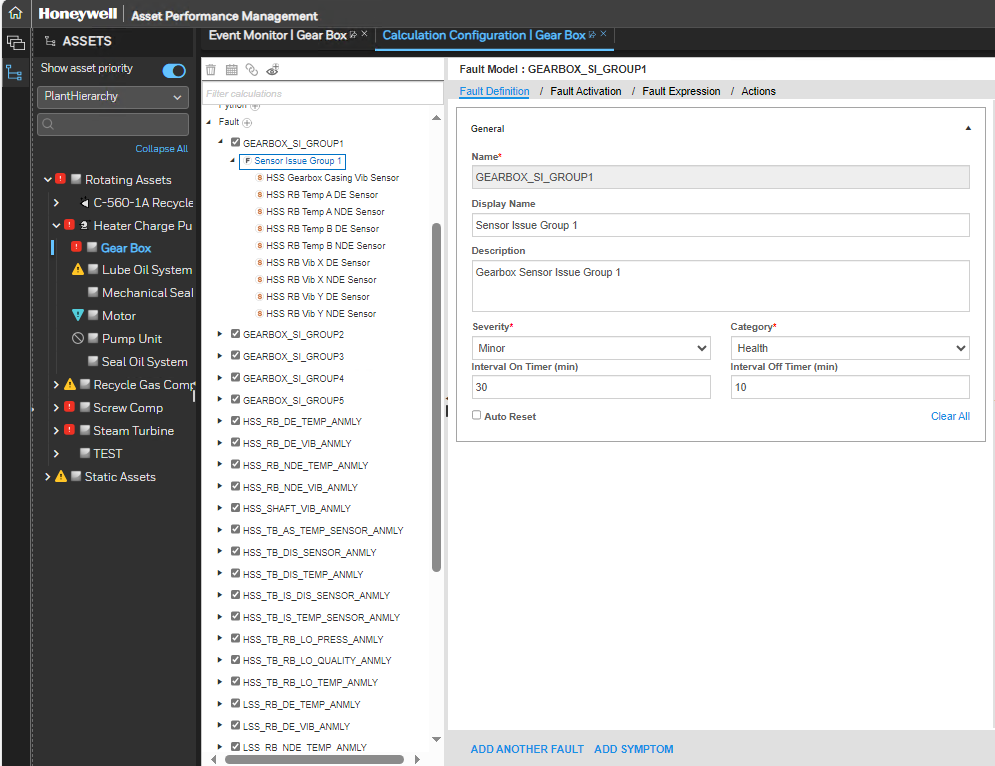 Honeywell | Asset Performance Management
ASSETS
Show asset priority
PlantHierarchy
Collapse All
Rotating Assets
C-560-1A Recycle
Heater Charge Pu
Gear Box
Lube Oil System
Mechanical Seal
Motor
Pump Unit
Seal Oil System
Recycle Gas Comp
Screw Comp
Steam Turbine
TEST
Static Assets
Event Monitor | Gear Box
Calculation Configuration | Gear Box
Filter calculations
Python
Fault
GEARBOX_SI_GROUP1
F Sensor Issue Group 1
S HSS Gearbox Casing Vib Sensor
S HSS RB Temp A DE Sensor
S HSS RB Temp A NDE Sensor
S HSS RB Temp B DE Sensor
S HSS RB Temp B NDE Sensor
S HSS RB Vib X DE Sensor
S HSS RB Vib X NDE Sensor
S HSS RB Vib Y DE Sensor
S HSS RB Vib Y NDE Sensor
GEARBOX_SI_GROUP2
GEARBOX_SI_GROUP3
GEARBOX_SI_GROUP4
GEARBOX_SI_GROUP5
HSS_RB_DE_TEMP_ANMLY
HSS_RB_DE_VIB_ANMLY
HSS_RB_NDE_TEMP_ANMLY
HSS_RB_NDE_VIB_ANMLY
HSS_SHAFT_VIB_ANMLY
HSS_TB_AS_TEMP_SENSOR_ANMLY
HSS_TB_DIS_SENSOR_ANMLY
HSS_TB_DIS_TEMP_ANMLY
HSS_TB_IS_DIS_SENSOR_ANMLY
HSS_TB_IS_TEMP_SENSOR_ANMLY
HSS_TB_RB_LO_PRESS_ANMLY
HSS_TB_RB_LO_QUALITY_ANMLY
HSS_TB_RB_LO_TEMP_ANMLY
LSS_RB_DE_TEMP_ANMLY
LSS_RB_DE_VIB_ANMLY
LSS_RB_NDE_TEMP_ANMLY
Fault Model : GEARBOX_SI_GROUP1
Fault Definition / Fault Activation / Fault Expression / Actions
General
Name*
GEARBOX_SI_GROUP1
Display Name
Sensor Issue Group 1
Description
Gearbox Sensor Issue Group 1
Severity* Category*
Minor Health
Interval On Timer (min) Interval Off Timer (min)
30 10
Auto Reset Clear All
ADD ANOTHER FAULT ADD SYMPTOM